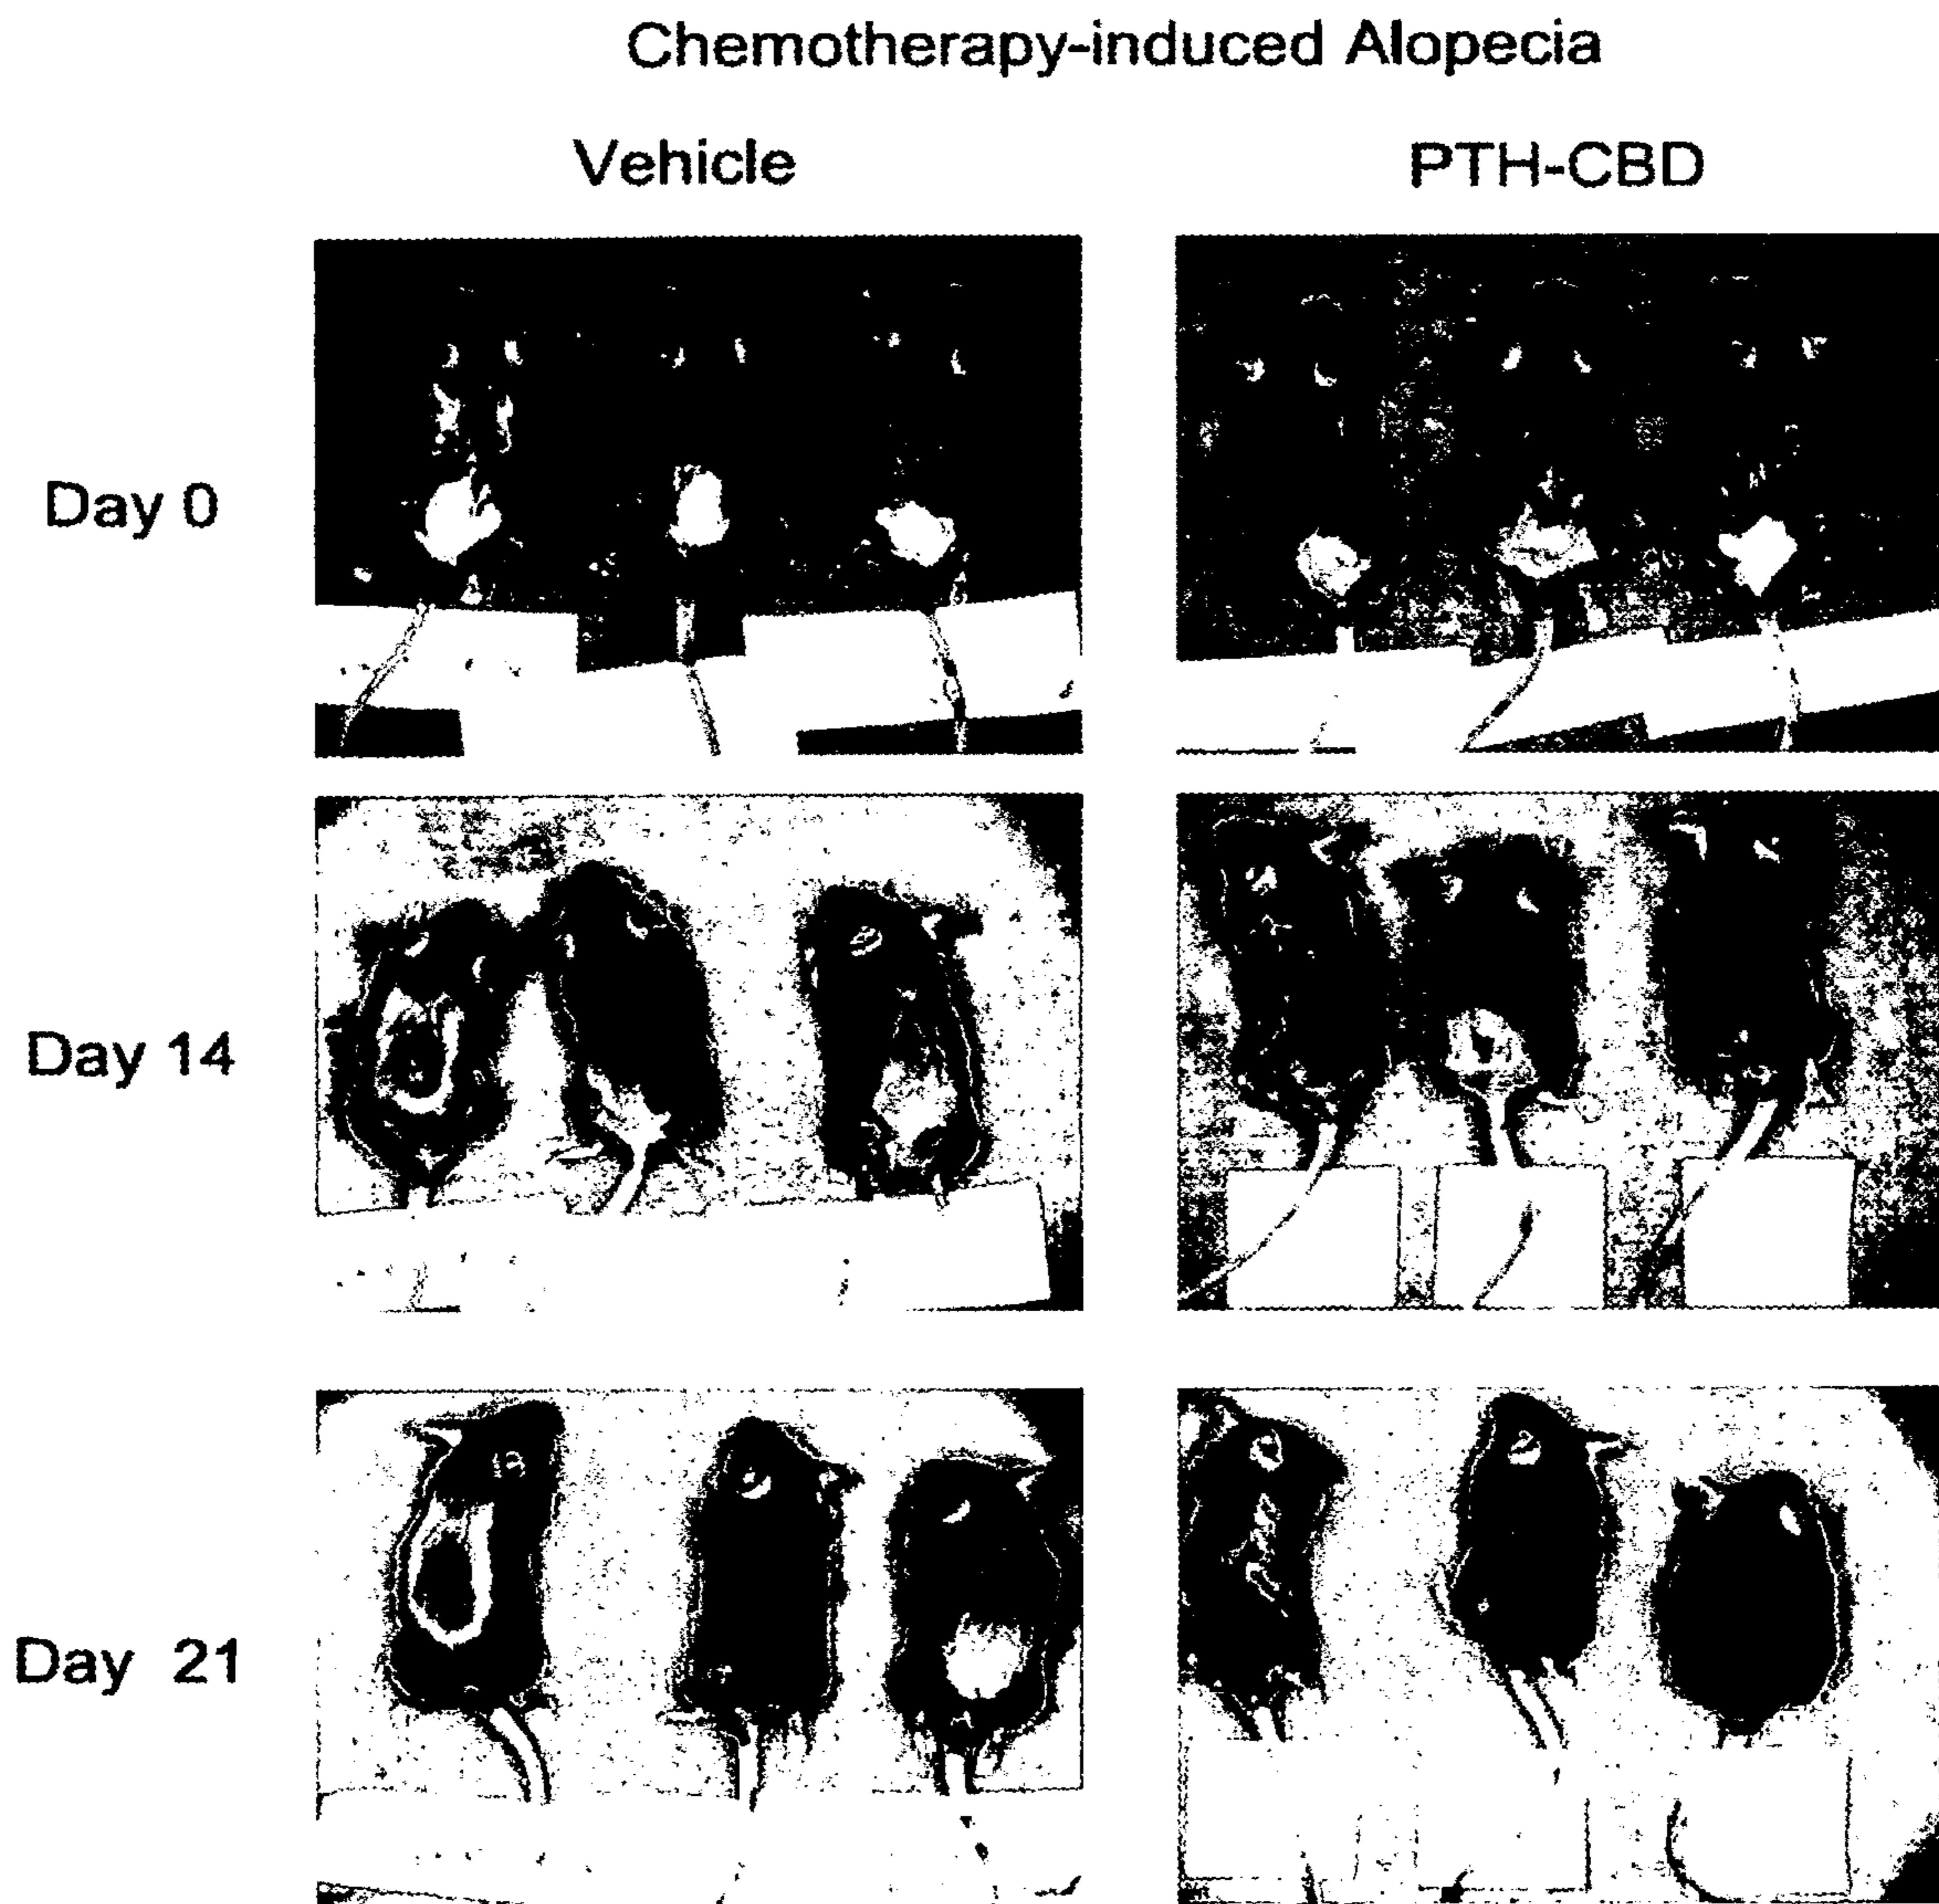 Chemotherapy-induced Alopecia
Vehicle PTH-CBD
Day 0
Day 14
Day 21